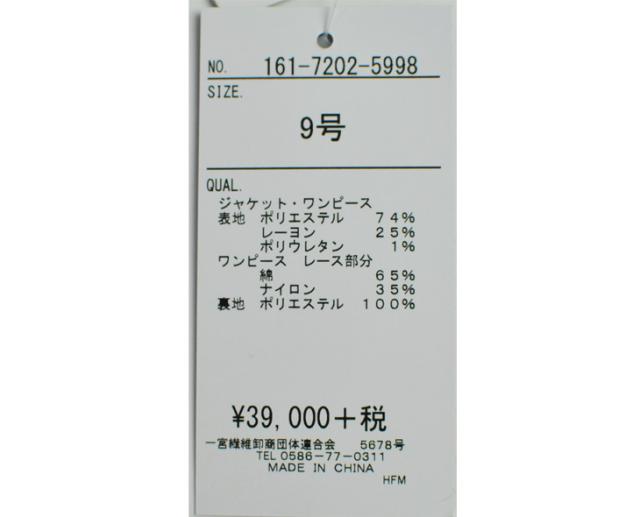 NO. 161-7202-5998
SIZE.
9号
QUAL.
ジャケット・ワンピース
表地 ポリエステル 74%
レーヨン 25%
ポリウレタン 1%
ワンピース レース部分
綿 65%
ナイロン 35%
裏地 ポリエステル 100%
¥39,000+税
一宮繊維卸商団体連合会 5678号
TEL 0586-77-0311
MADE IN CHINA
HFM